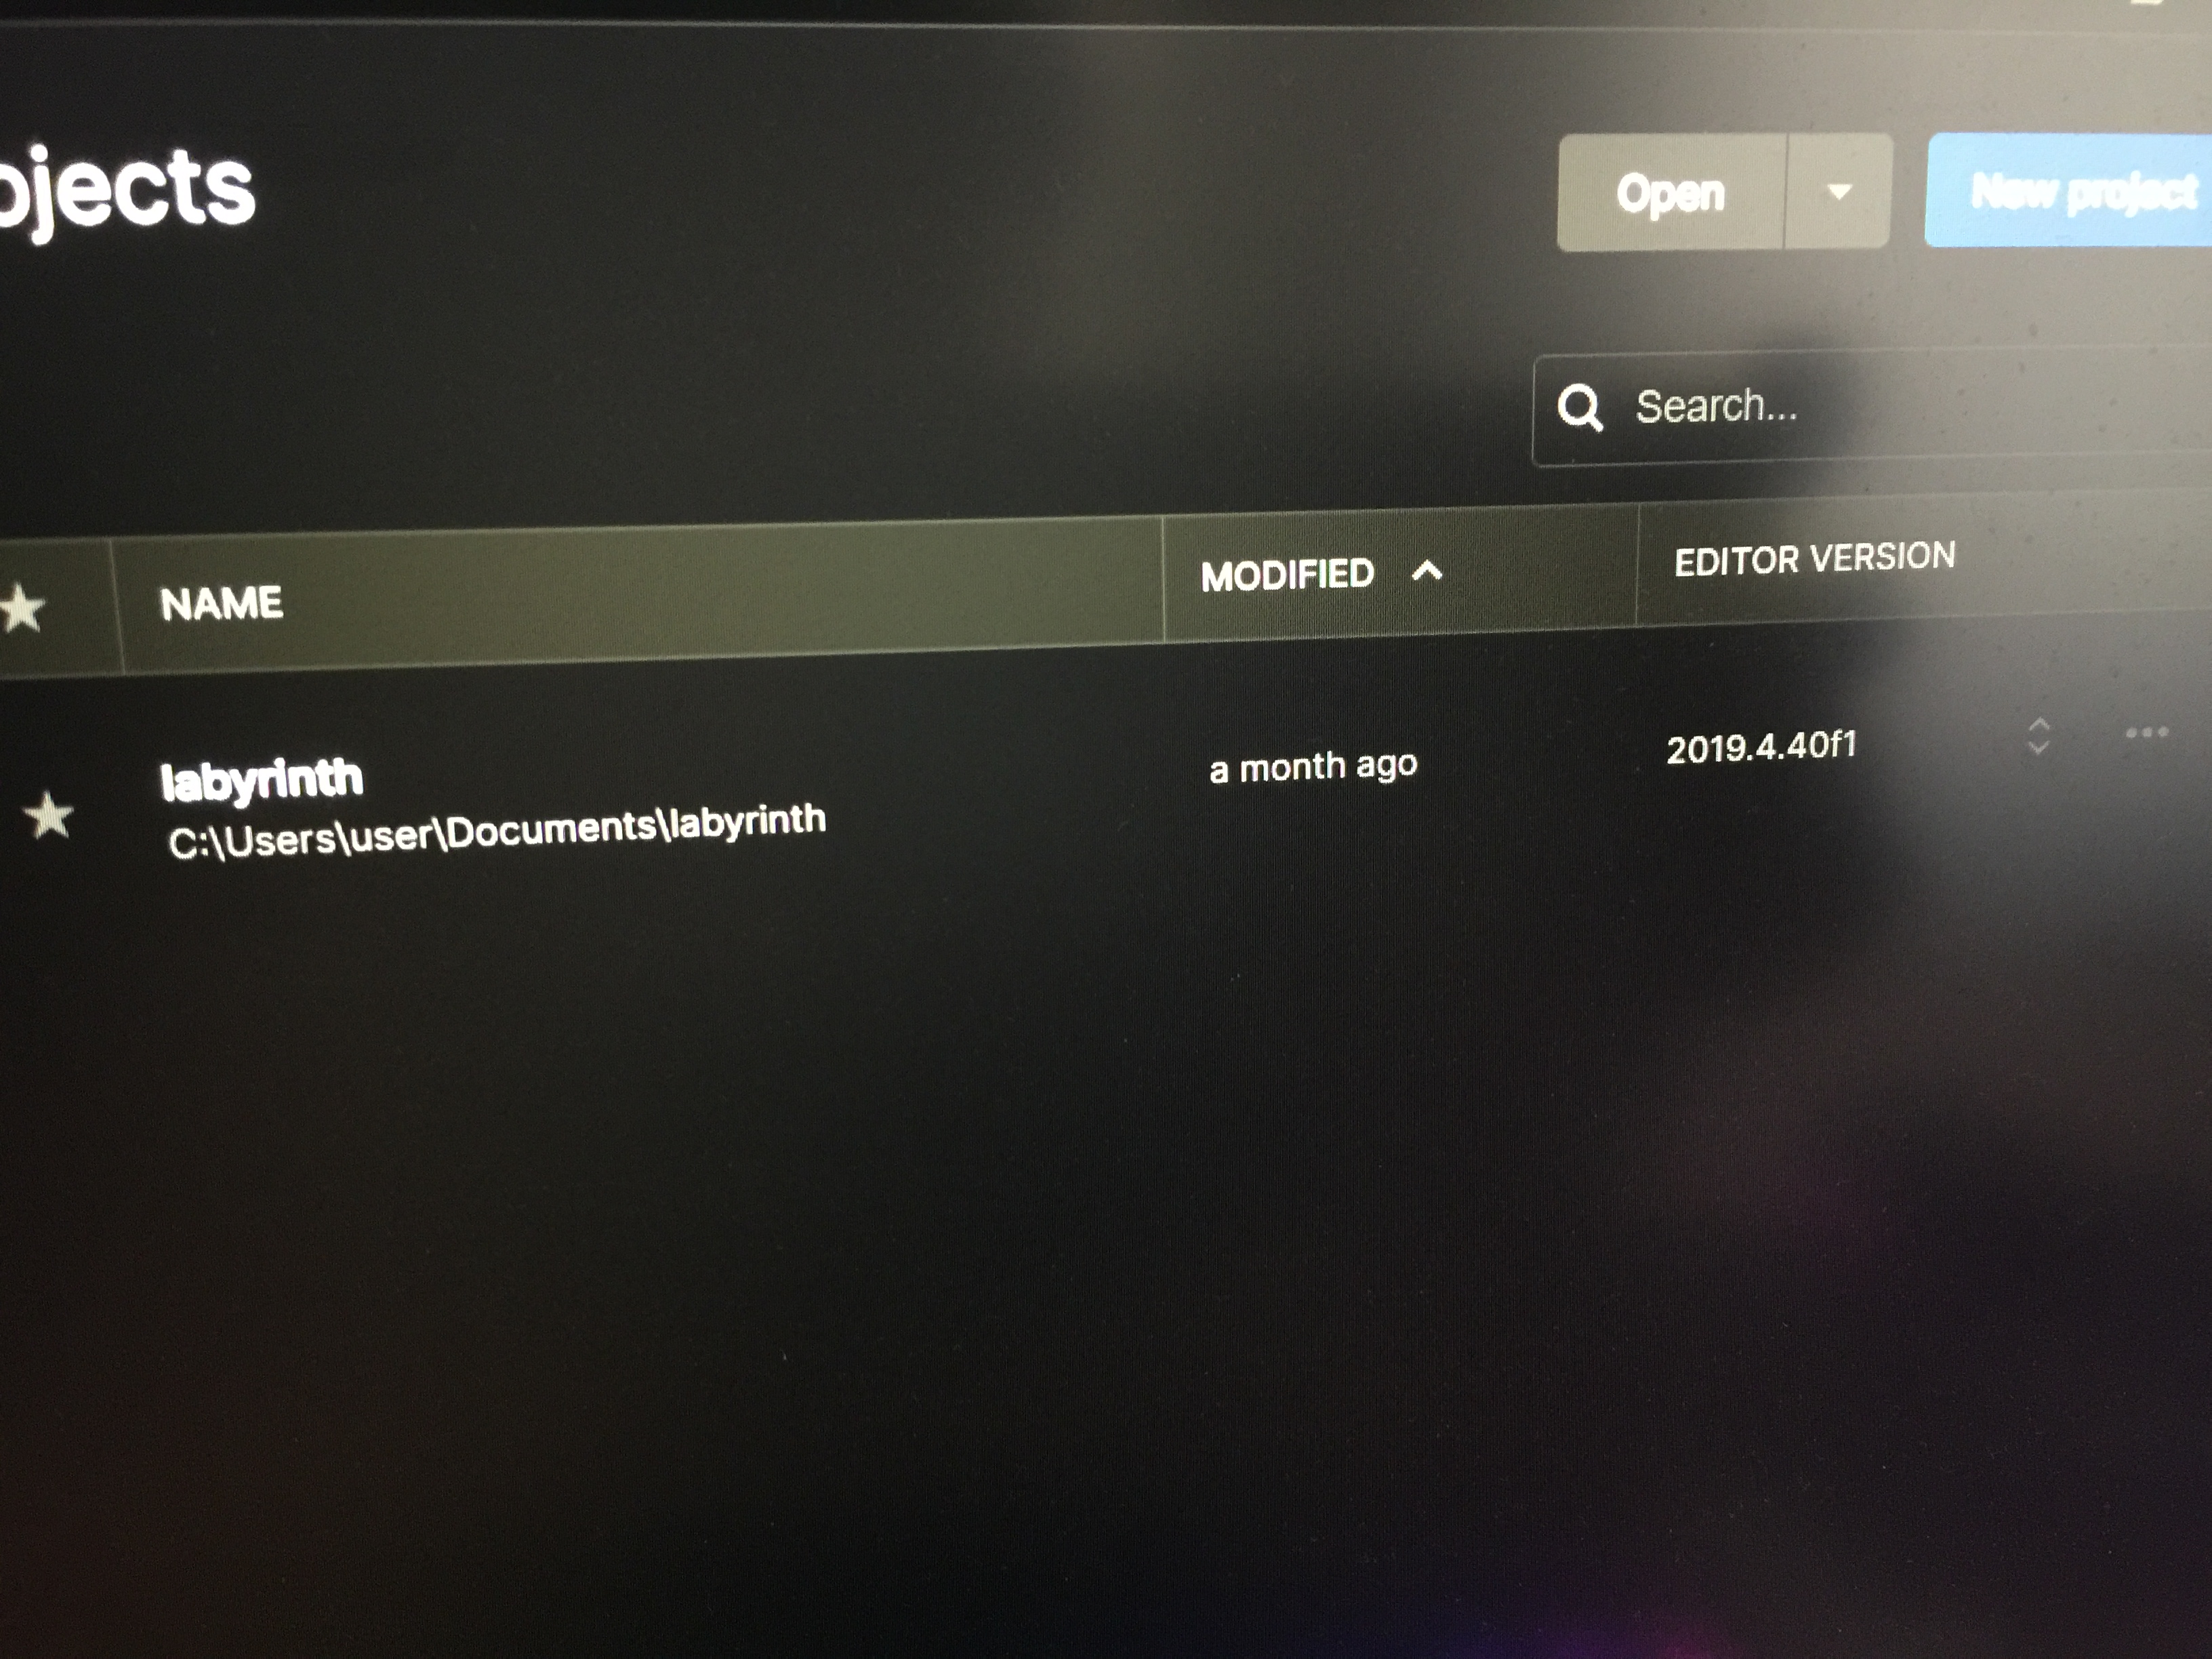 ojects
Open
New project
Search...
NAME
MODIFIED
EDITOR VERSION
labyrinth
a month ago
2019.4.40f1
C:\Users\user\Documents\labyrinth